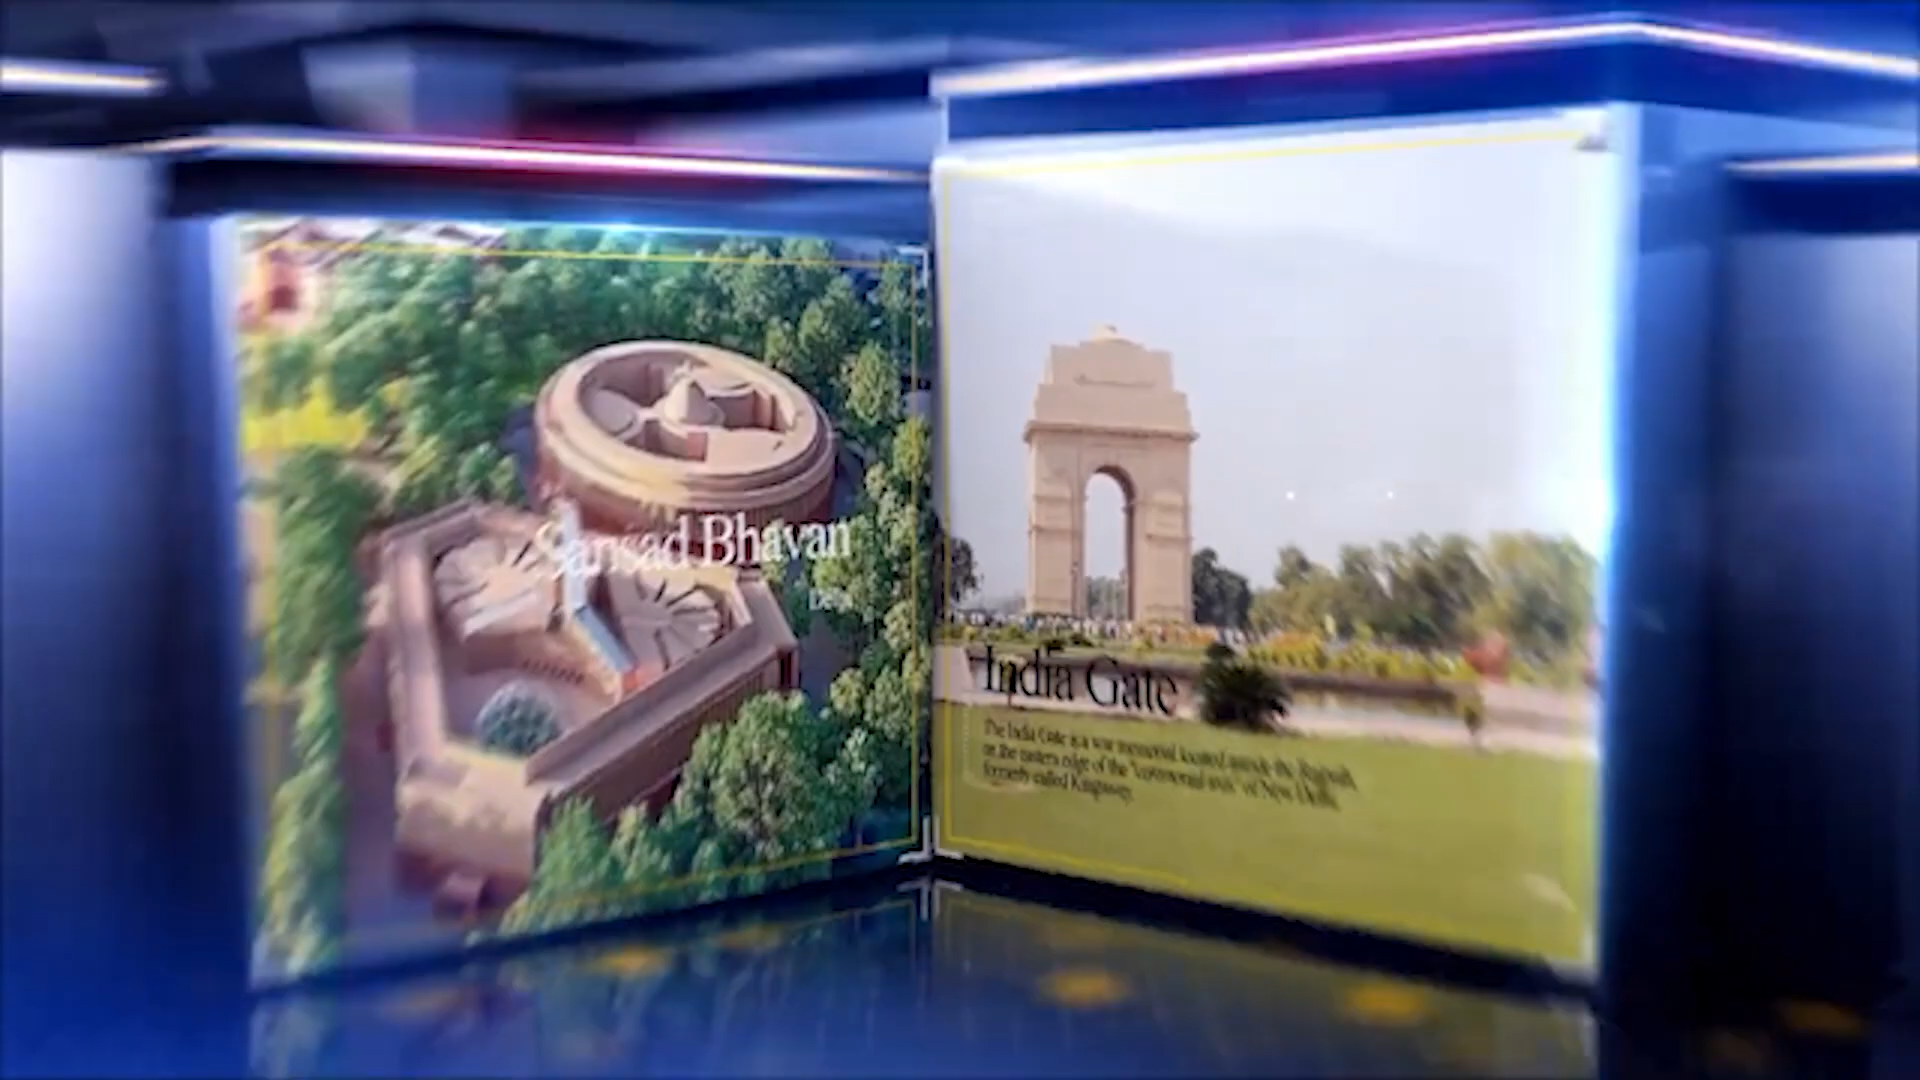 Sansad Bhavan
India Gate
The India Gate is a war memorial located astride the Rajpath,
on the eastern edge of the "ceremonial axis" of New Delhi,
formerly called Kingsway.